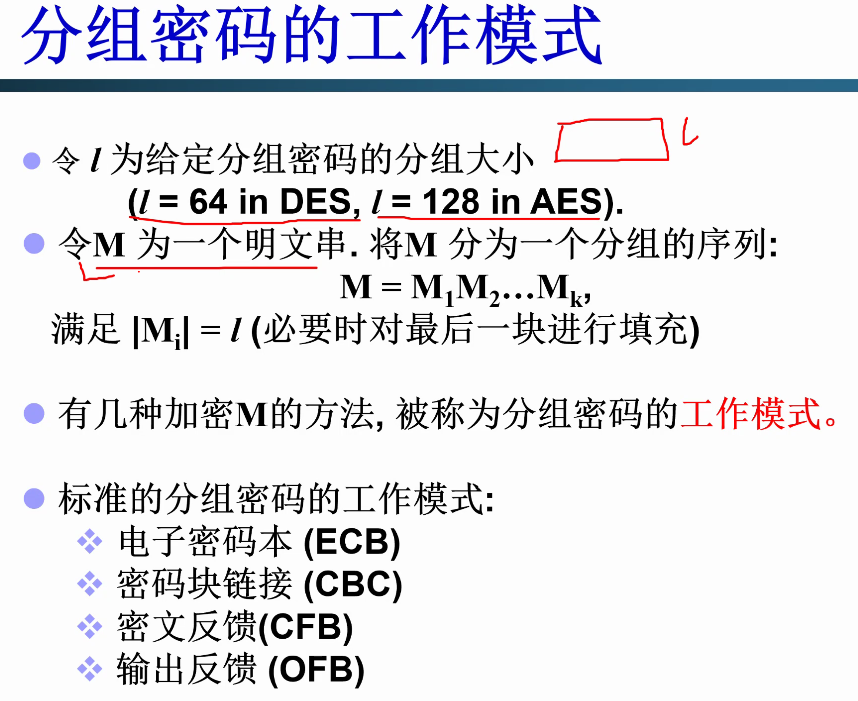 分组密码的工作模式
令 l 为给定分组密码的分组大小
l
(l = 64 in DES, l = 128 in AES).
令M 为一个明文串. 将M 分为一个分组的序列:
M = M₁M₂…Mₖ,
满足 |Mᵢ| = l (必要时对最后一块进行填充)
有几种加密M的方法, 被称为分组密码的工作模式。
标准的分组密码的工作模式:
电子密码本 (ECB)
密码块链接 (CBC)
密文反馈(CFB)
输出反馈 (OFB)